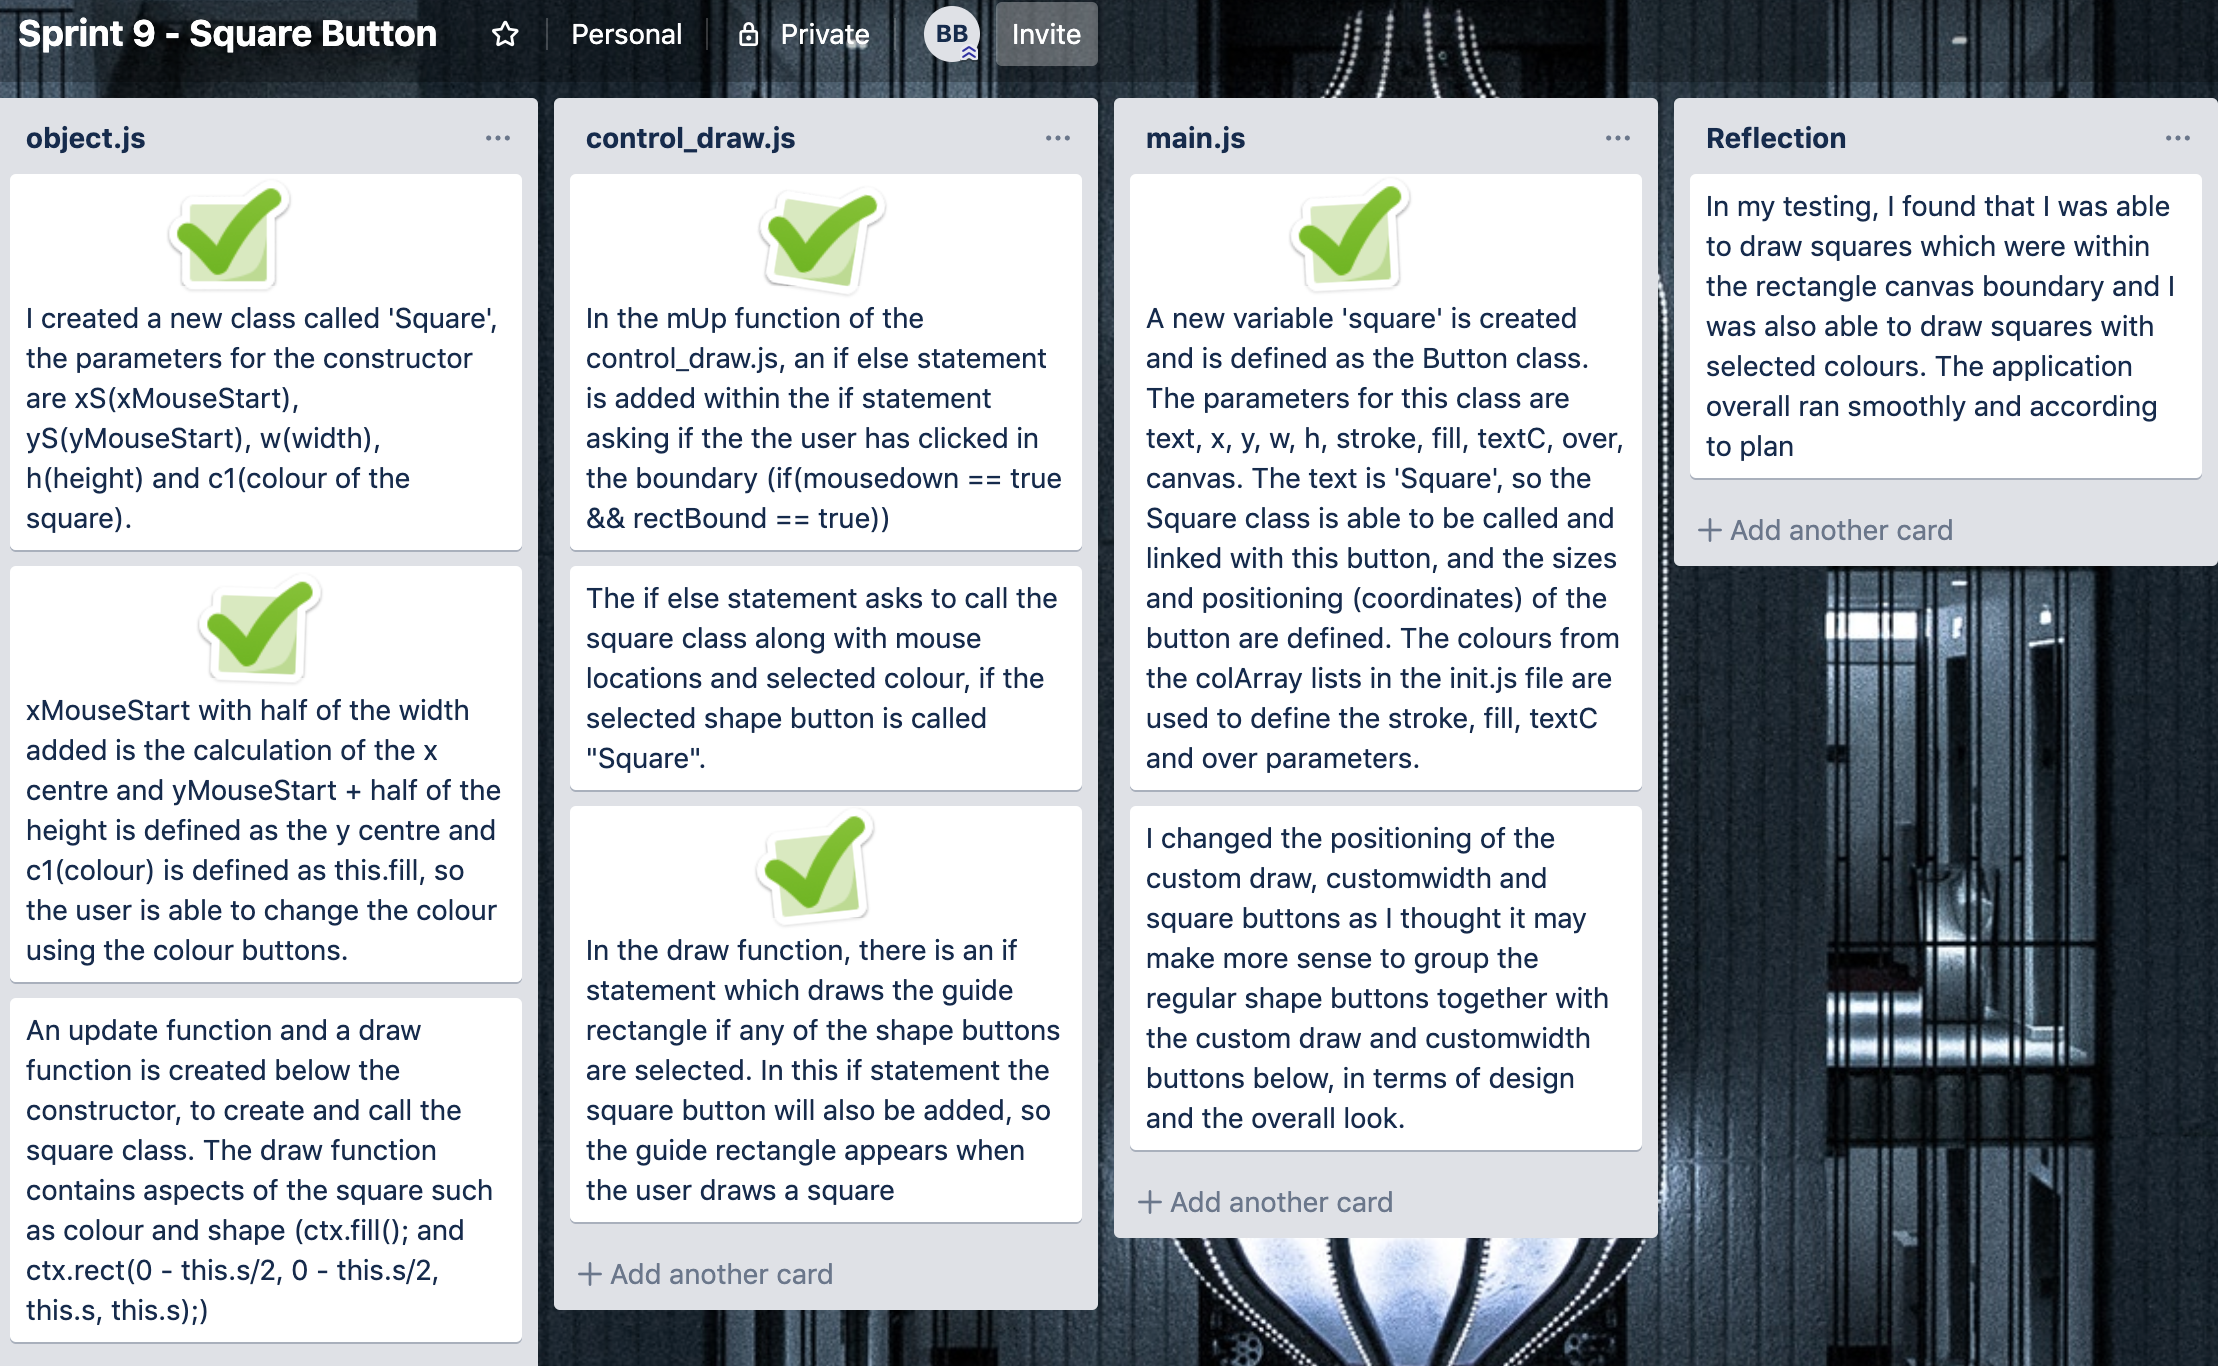 Sprint 9 - Square Button
Personal
Private
BB
Invite
object.js
I created a new class called 'Square',
the parameters for the constructor
are xS(xMouseStart),
yS(yMouseStart), w(width),
h(height) and c1(colour of the
square).
xMouseStart with half of the width
added is the calculation of the x
centre and yMouseStart + half of the
height is defined as the y centre and
c1(colour) is defined as this.fill, so
the user is able to change the colour
using the colour buttons.
An update function and a draw
function is created below the
constructor, to create and call the
square class. The draw function
contains aspects of the square such
as colour and shape (ctx.fill(); and
ctx.rect(0 - this.s/2, 0 - this.s/2,
this.s, this.s);)
control_draw.js
In the mUp function of the
control_draw.js, an if else statement
is added within the if statement
asking if the the user has clicked in
the boundary (if(mousedown == true
&& rectBound == true))
The if else statement asks to call the
square class along with mouse
locations and selected colour, if the
selected shape button is called
"Square".
In the draw function, there is an if
statement which draws the guide
rectangle if any of the shape buttons
are selected. In this if statement the
square button will also be added, so
the guide rectangle appears when
the user draws a square
+ Add another card
main.js
A new variable 'square' is created
and is defined as the Button class.
The parameters for this class are
text, x, y, w, h, stroke, fill, textC, over,
canvas. The text is 'Square', so the
Square class is able to be called and
linked with this button, and the sizes
and positioning (coordinates) of the
button are defined. The colours from
the colArray lists in the init.js file are
used to define the stroke, fill, textC
and over parameters.
I changed the positioning of the
custom draw, customwidth and
square buttons as I thought it may
make more sense to group the
regular shape buttons together with
the custom draw and customwidth
buttons below, in terms of design
and the overall look.
+ Add another card
Reflection
In my testing, I found that I was able
to draw squares which were within
the rectangle canvas boundary and I
was also able to draw squares with
selected colours. The application
overall ran smoothly and according
to plan
+ Add another card